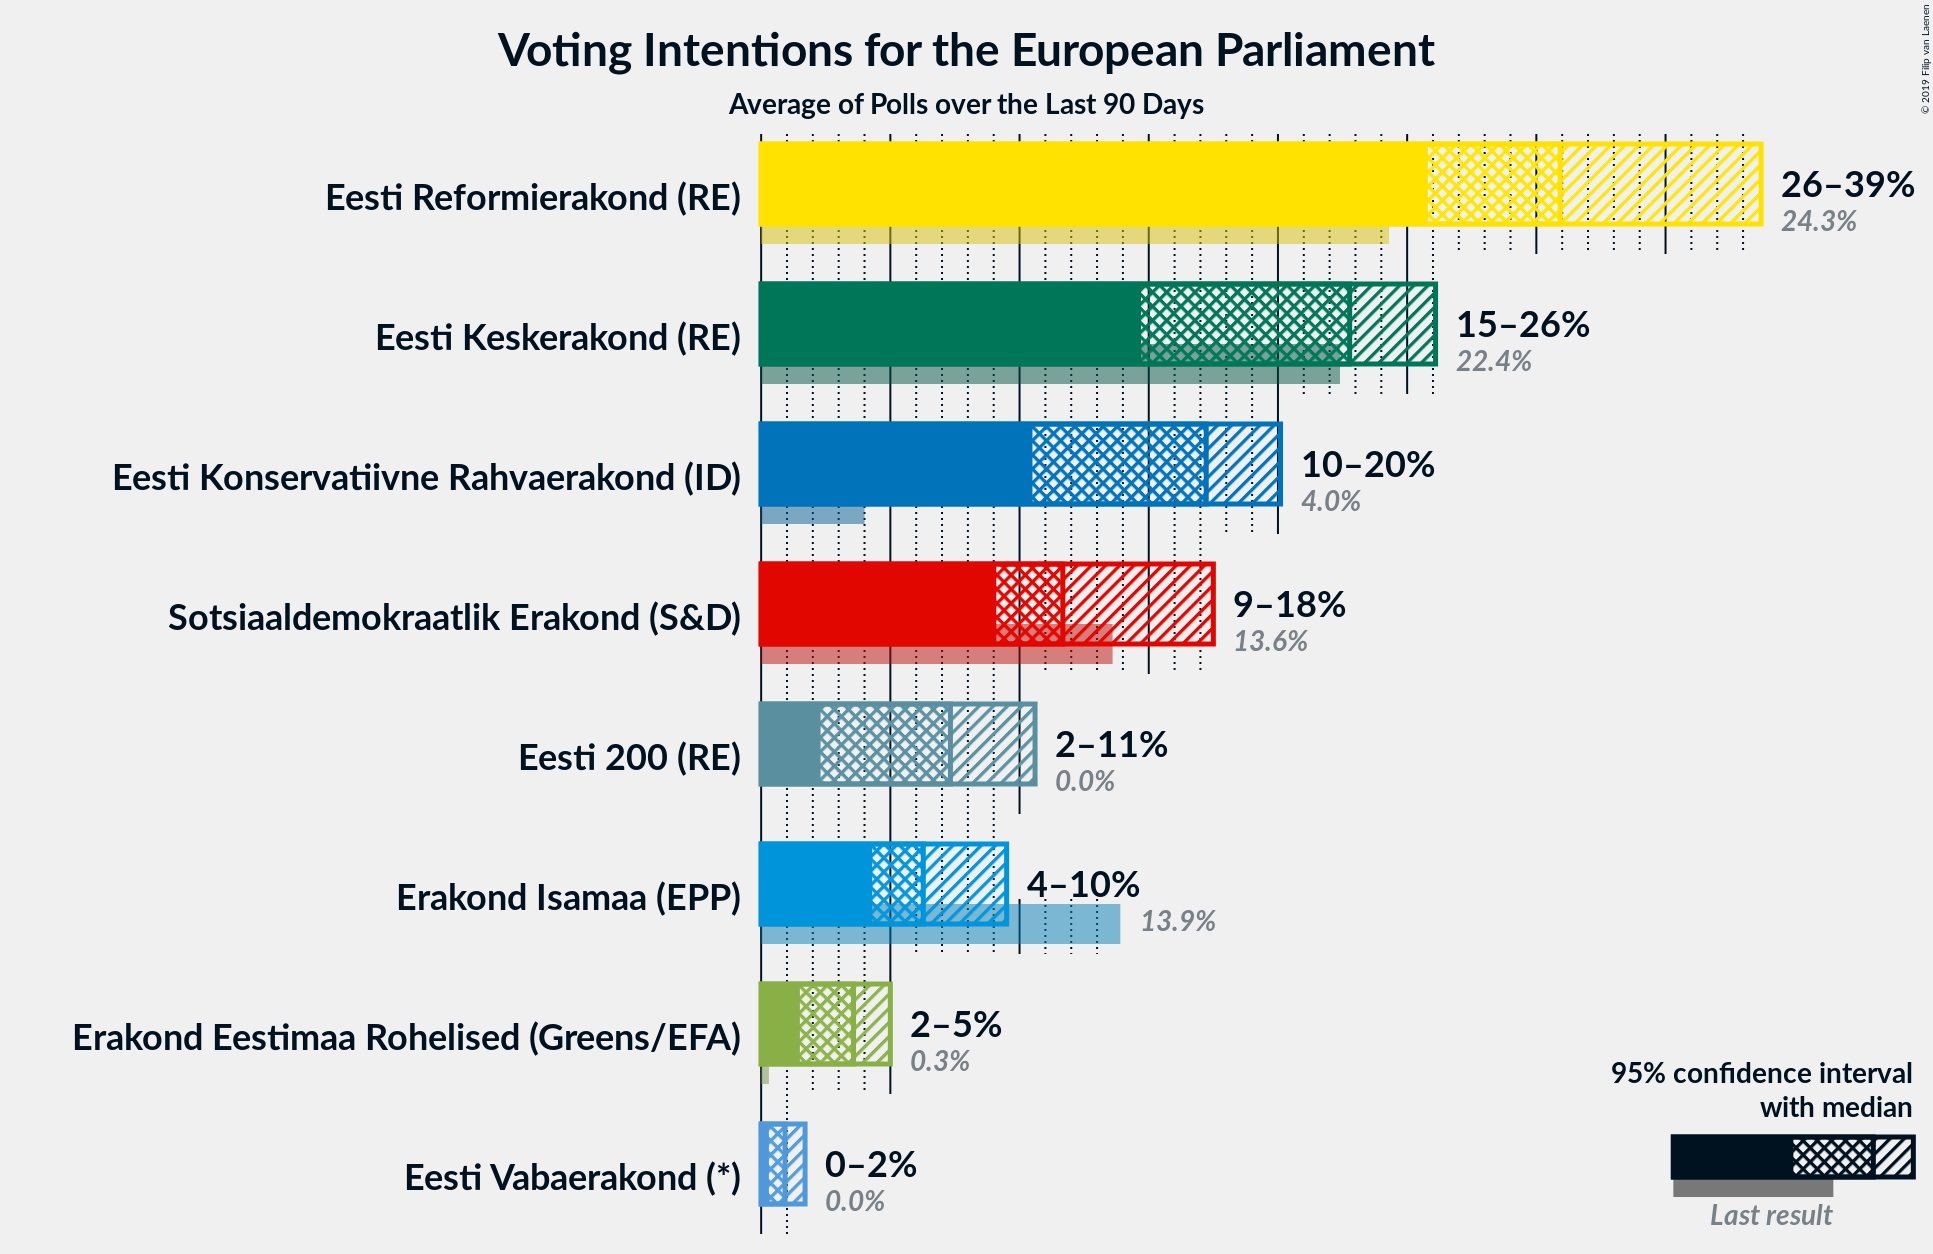 Voting Intentions for the European Parliament
Average of Polls over the Last 90 Days
© 2019 Filip van Laenen
Eesti Reformierakond (RE)
26–39%
24.3%
Eesti Keskerakond (RE)
15–26%
22.4%
Eesti Konservatiivne Rahvaerakond (ID)
10–20%
4.0%
Sotsiaaldemokraatlik Erakond (S&D)
9–18%
13.6%
Eesti 200 (RE)
2–11%
0.0%
Erakond Isamaa (EPP)
4–10%
13.9%
Erakond Eestimaa Rohelised (Greens/EFA)
2–5%
0.3%
Eesti Vabaerakond (*)
0–2%
0.0%
95% confidence interval
with median
Last result